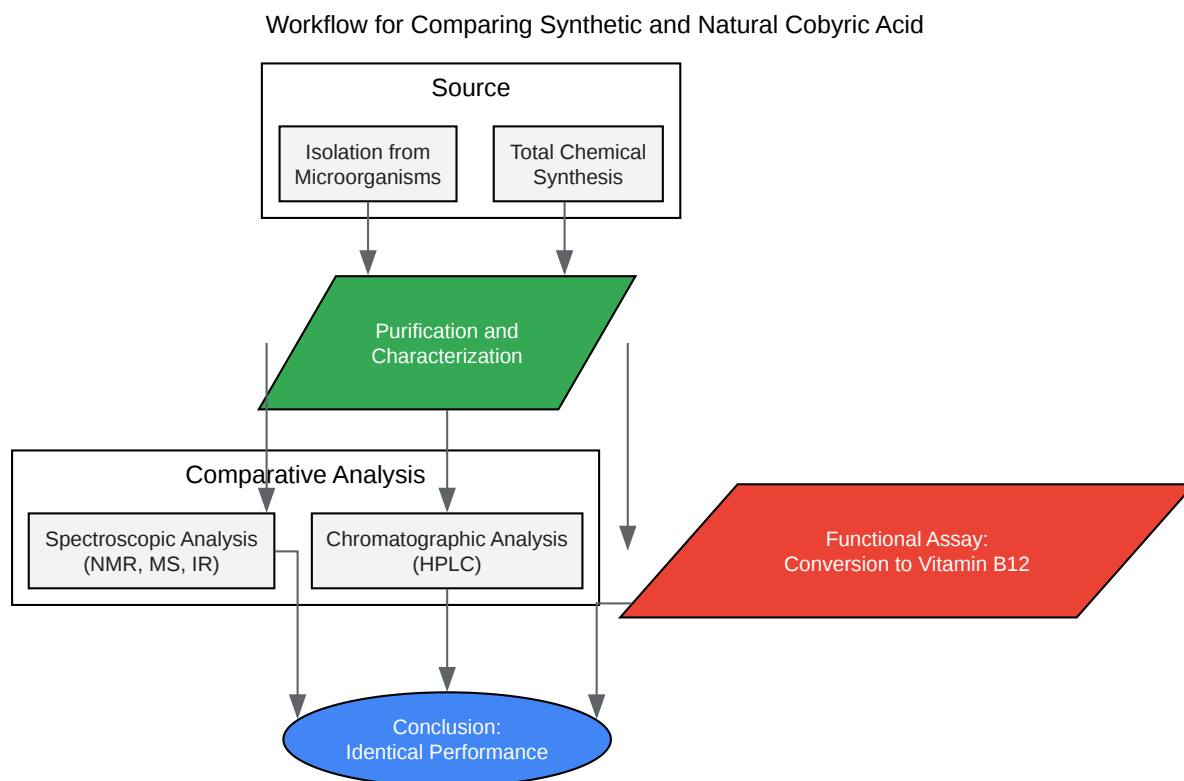 Workflow for Comparing Synthetic and Natural Cobyric Acid
Source
Isolation from
Microorganisms
Total Chemical
Synthesis
Purification and
Characterization
Comparative Analysis
Spectroscopic Analysis
(NMR, MS, IR)
Chromatographic Analysis
(HPLC)
Functional Assay:
Conversion to Vitamin B12
Conclusion:
Identical Performance